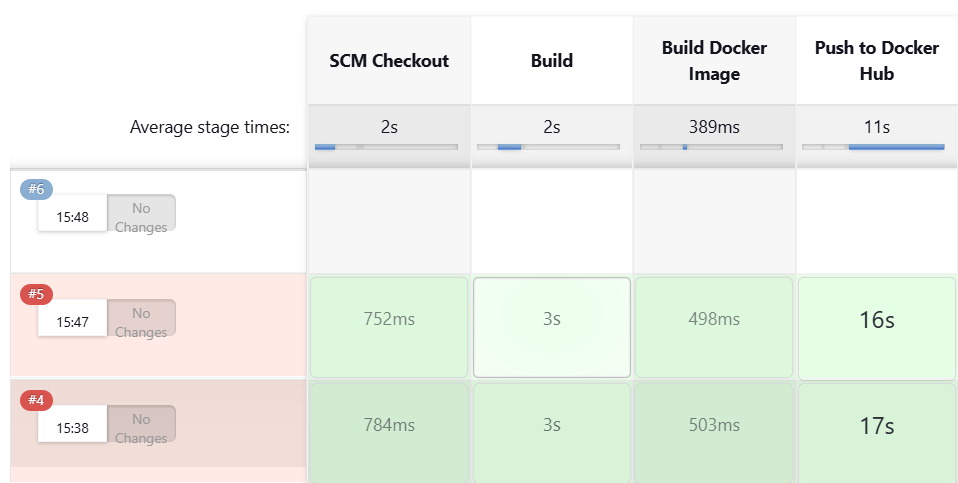 SCM Checkout
Build
Build Docker
Image
Push to Docker
Hub
Average stage times:
2s
2s
389ms
11s
#6
15:48
No
Changes
#5
15:47
No
Changes
752ms
3s
498ms
16s
#4
15:38
No
Changes
784ms
3s
503ms
17s